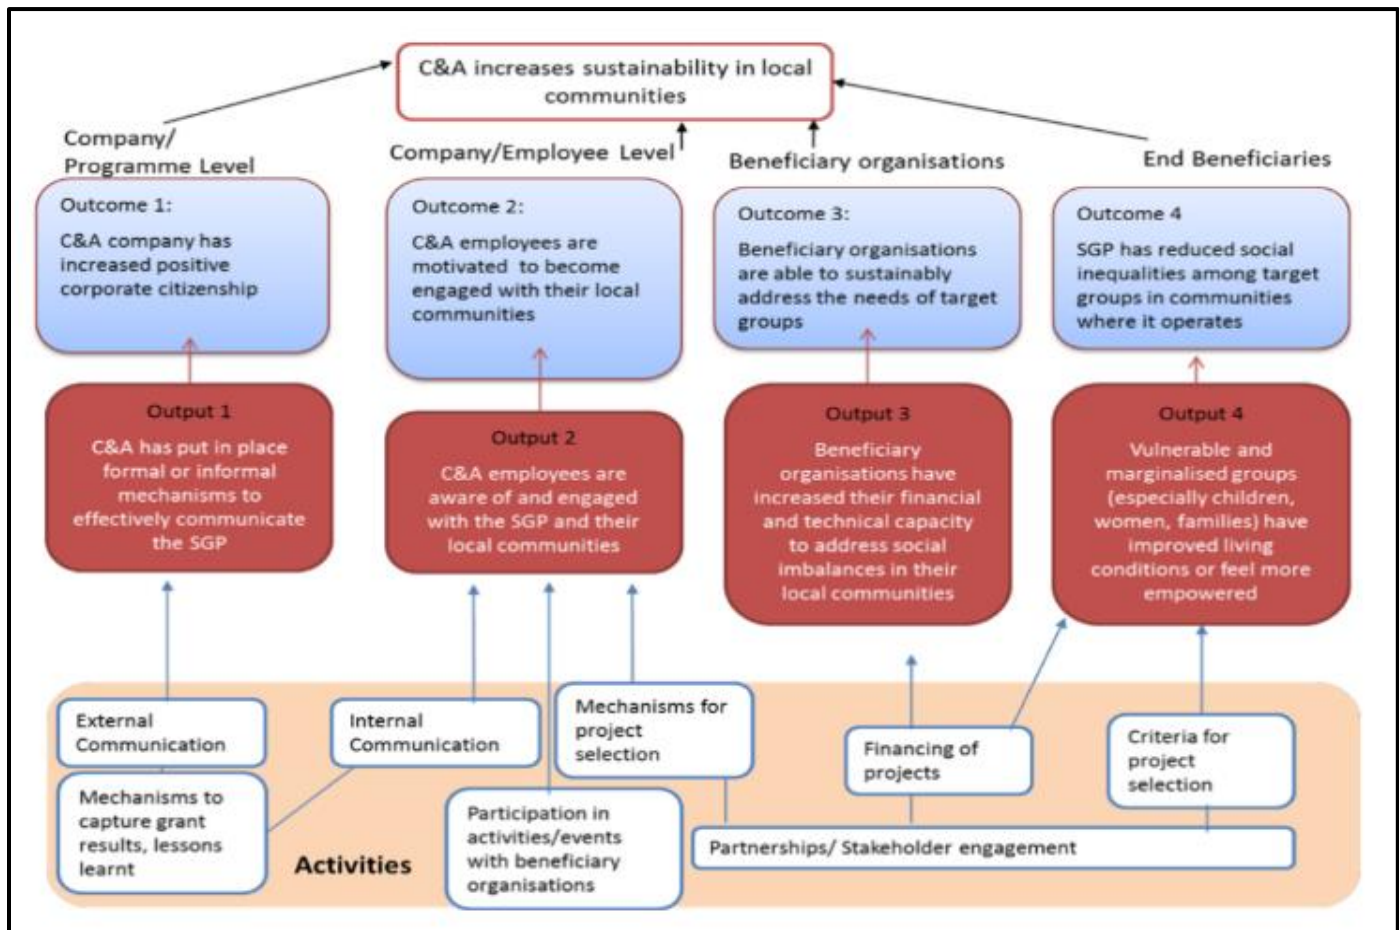 C&A increases sustainability in local
communities
Company/
Programme Level
Company/Employee Level
Beneficiary organisations
End Beneficiaries
Outcome 1:
C&A company has
increased positive
corporate citizenship
Outcome 2:
C&A employees are
motivated to become
engaged with their local
communities
Outcome 3:
Beneficiary organisations
are able to sustainably
address the needs of target
groups
Outcome 4
SGP has reduced social
inequalities among target
groups in communities
where it operates
Output 1
C&A has put in place
formal or informal
mechanisms to
effectively communicate
the SGP
Output 2
C&A employees are
aware of and engaged
with the SGP and their
local communities
Output 3
Beneficiary
organisations have
increased their financial
and technical capacity
to address social
imbalances in their
local communities
Output 4
Vulnerable and
marginalised groups
(especially children,
women, families) have
improved living
conditions or feel more
empowered
External
Communication
Internal
Communication
Mechanisms for
project
selection
Financing of
projects
Criteria for
project
selection
Mechanisms to
capture grant
results, lessons
learnt
Activities
Participation in
activities/events
with beneficiary
organisations
Partnerships/ Stakeholder engagement